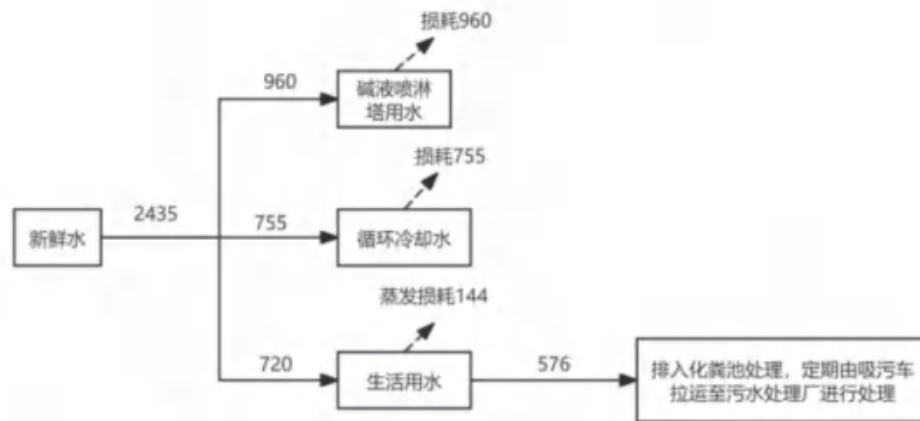 损耗960
960
碱液喷淋
塔用水
损耗755
2435
755
新鲜水
循环冷却水
蒸发损耗144
720
576
生活用水
排入化粪池处理，定期由吸污车
拉运至污水处理厂进行处理